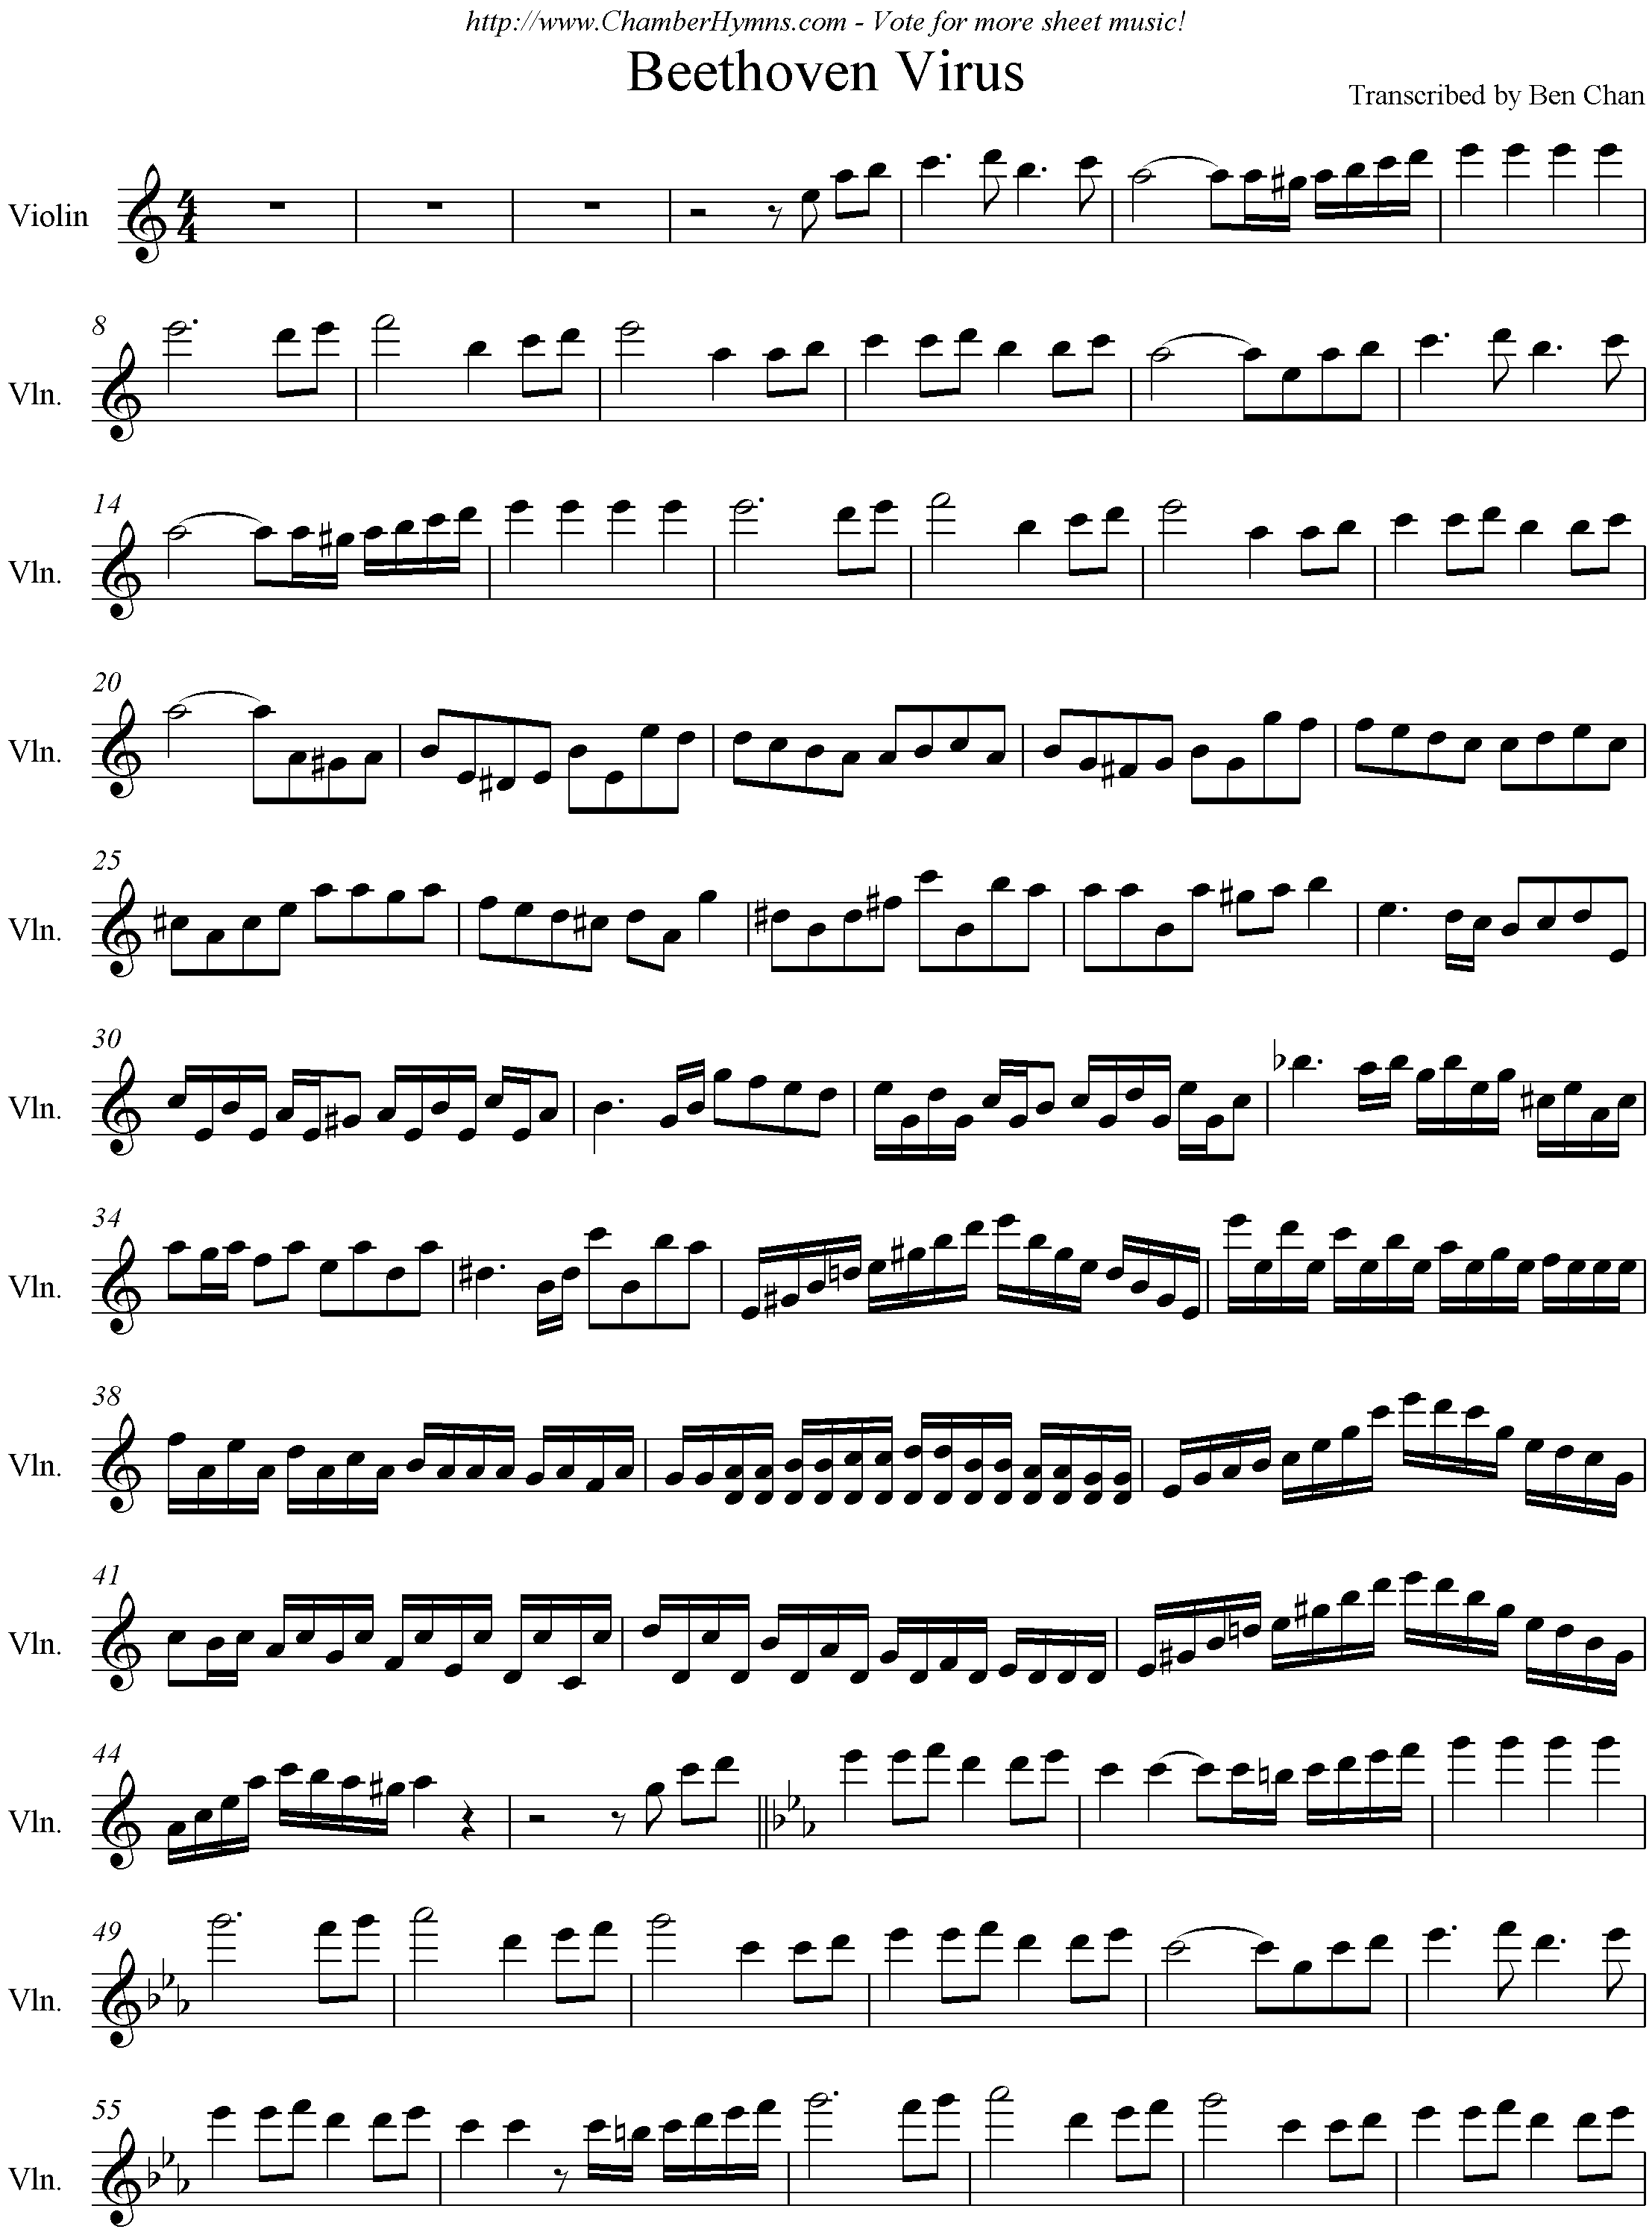 http://www.ChamberHymns.com - Vote for more sheet music!
Beethoven Virus
Transcribed by Ben Chan
Violin
4
4
8
Vln.
14
Vln.
20
Vln.
25
Vln.
30
Vln.
34
Vln.
38
Vln.
41
Vln.
44
Vln.
49
Vln.
55
Vln.